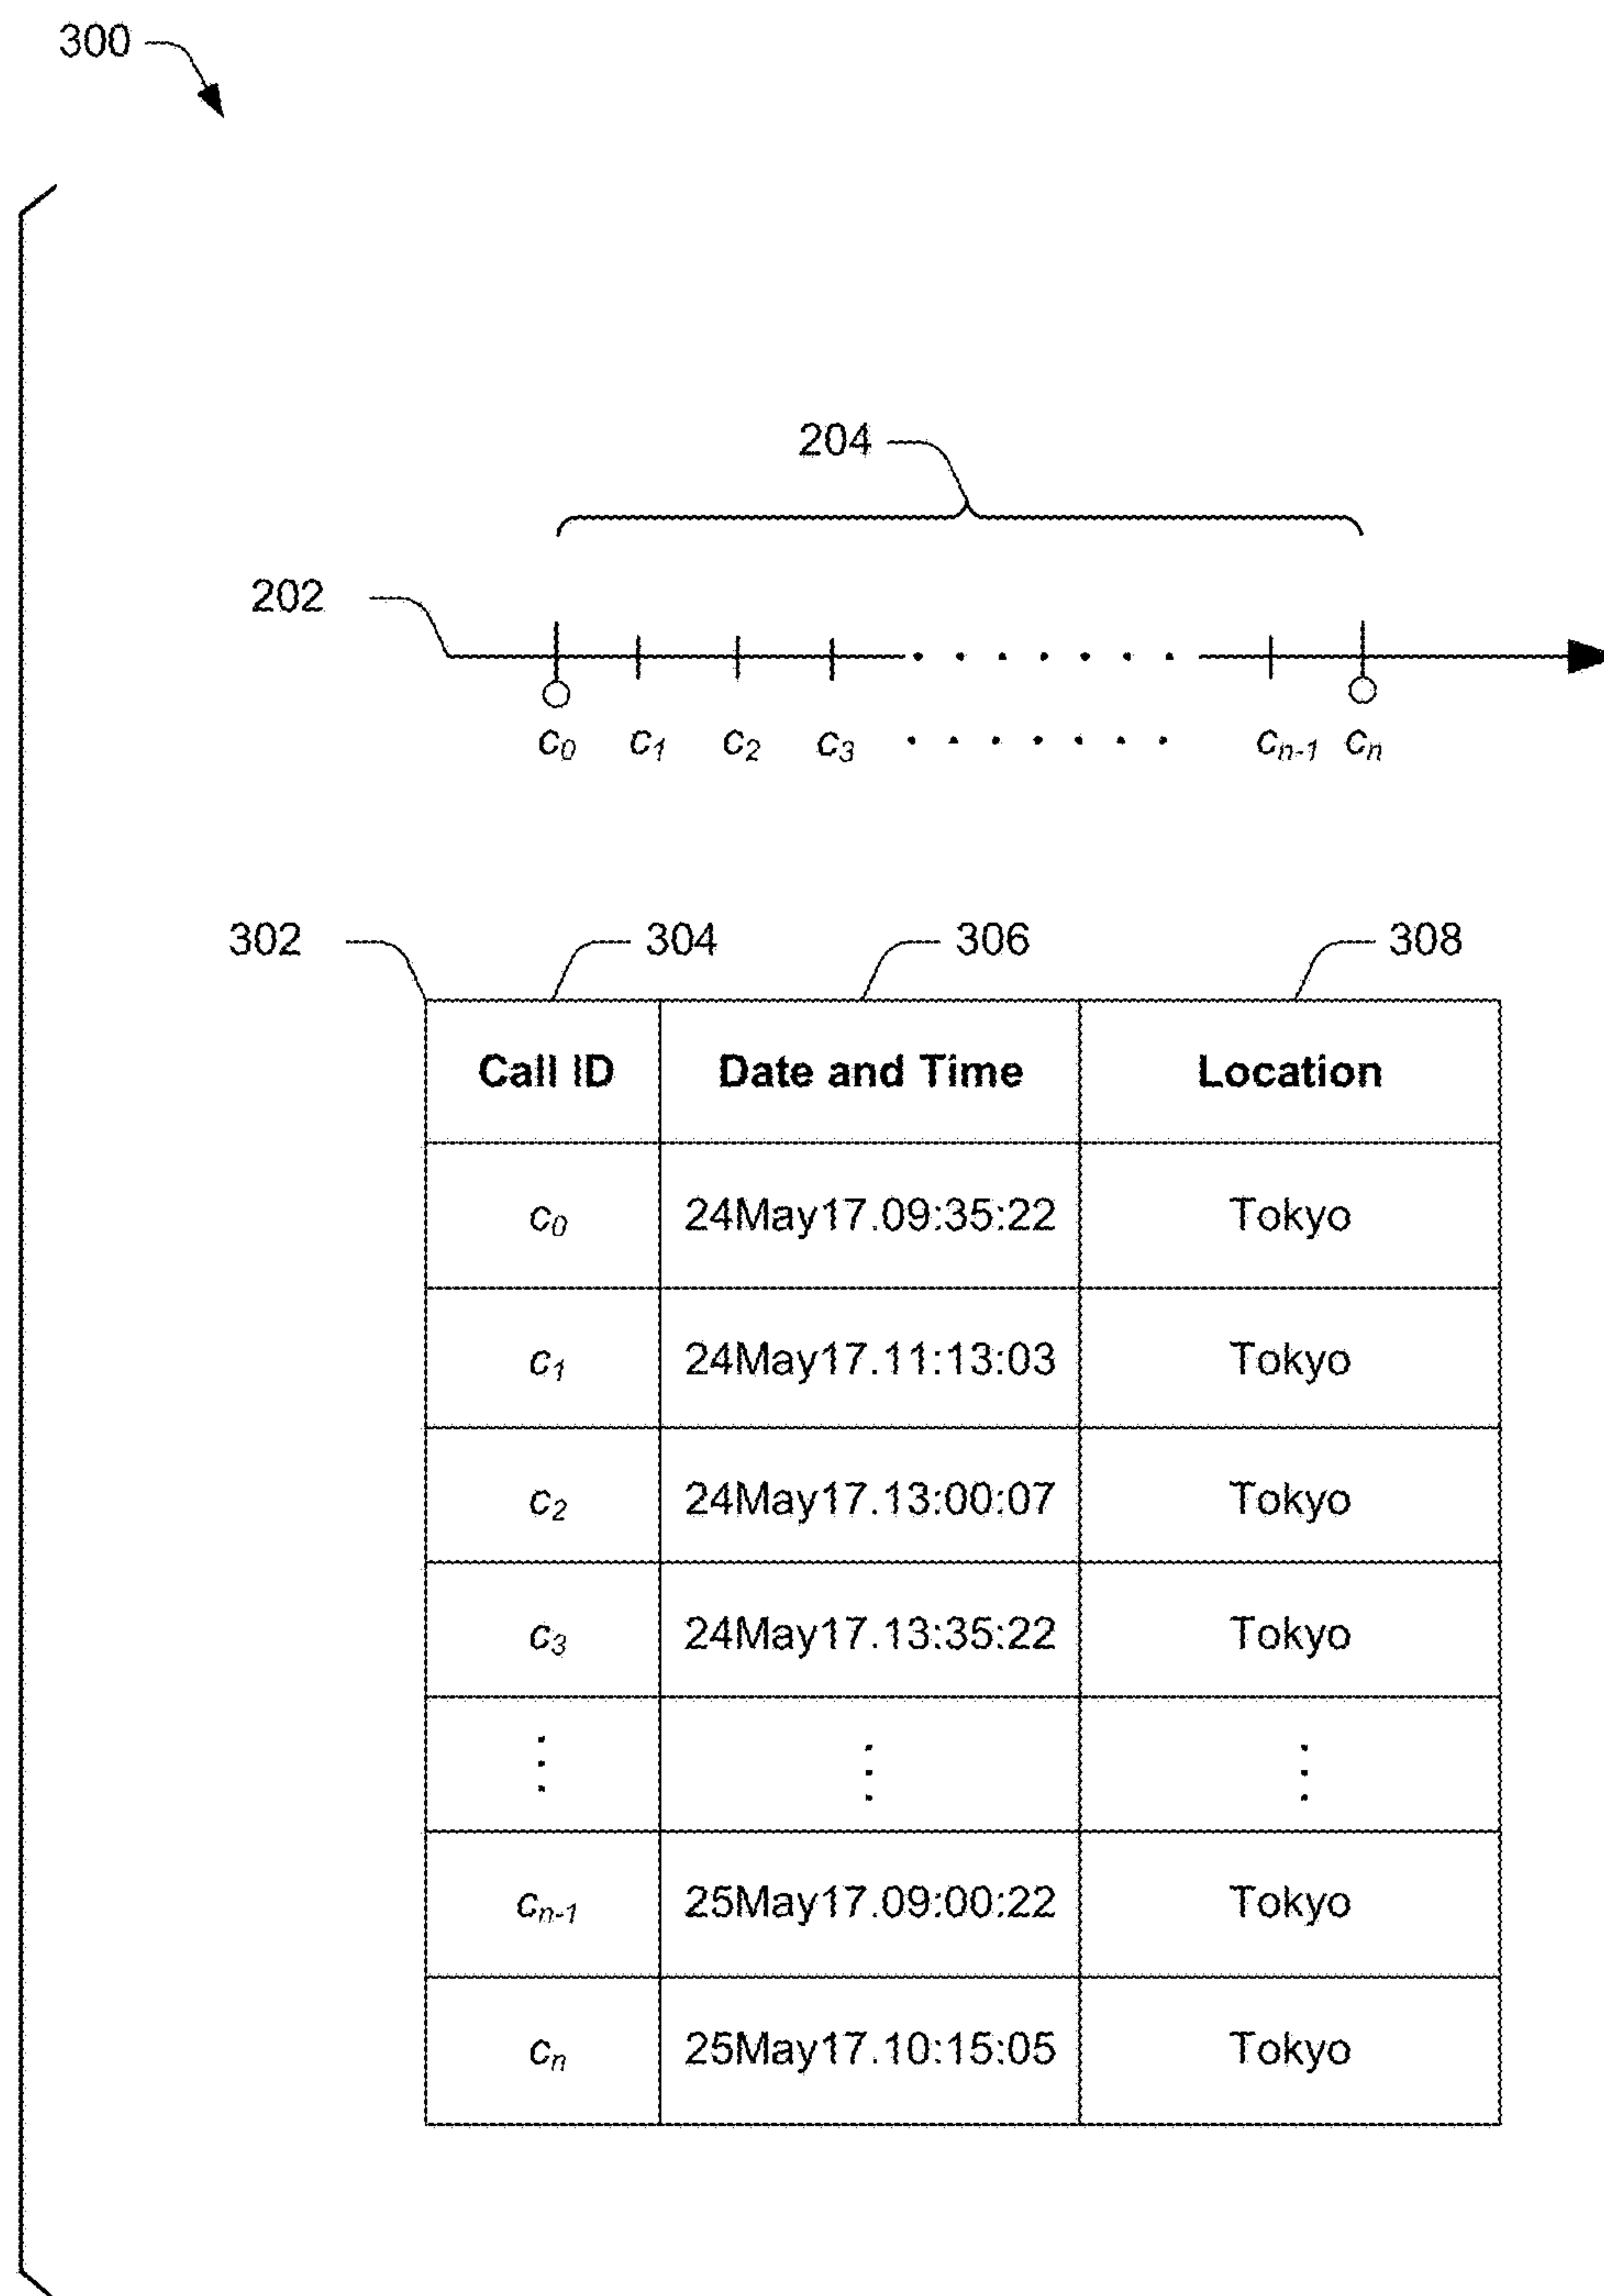 300
204
202
c0 c1 c2 c3 . . . . . . . cn-1 cn
302 304 306 308
Call ID Date and Time Location
c0 24May17.09:35:22 Tokyo
c1 24May17.11:13:03 Tokyo
c2 24May17.13:00:07 Tokyo
c3 24May17.13:35:22 Tokyo
⋮ ⋮ ⋮
cn-1 25May17.09:00:22 Tokyo
cn 25May17.10:15:05 Tokyo